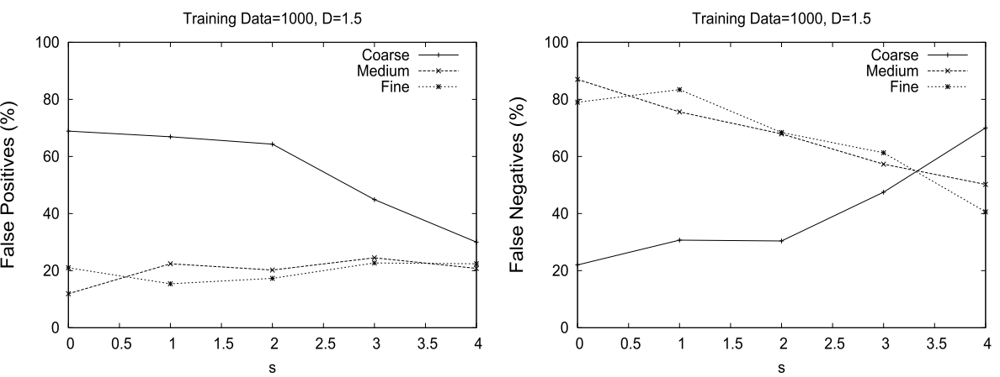 Training Data=1000, D=1.5
False Positives (%)
100
80
60
40
20
0
Coarse
Medium
Fine
0 0.5 1 1.5 2 2.5 3 3.5 4
s
Training Data=1000, D=1.5
False Negatives (%)
100
80
60
40
20
0
Coarse
Medium
Fine
0 0.5 1 1.5 2 2.5 3 3.5 4
s